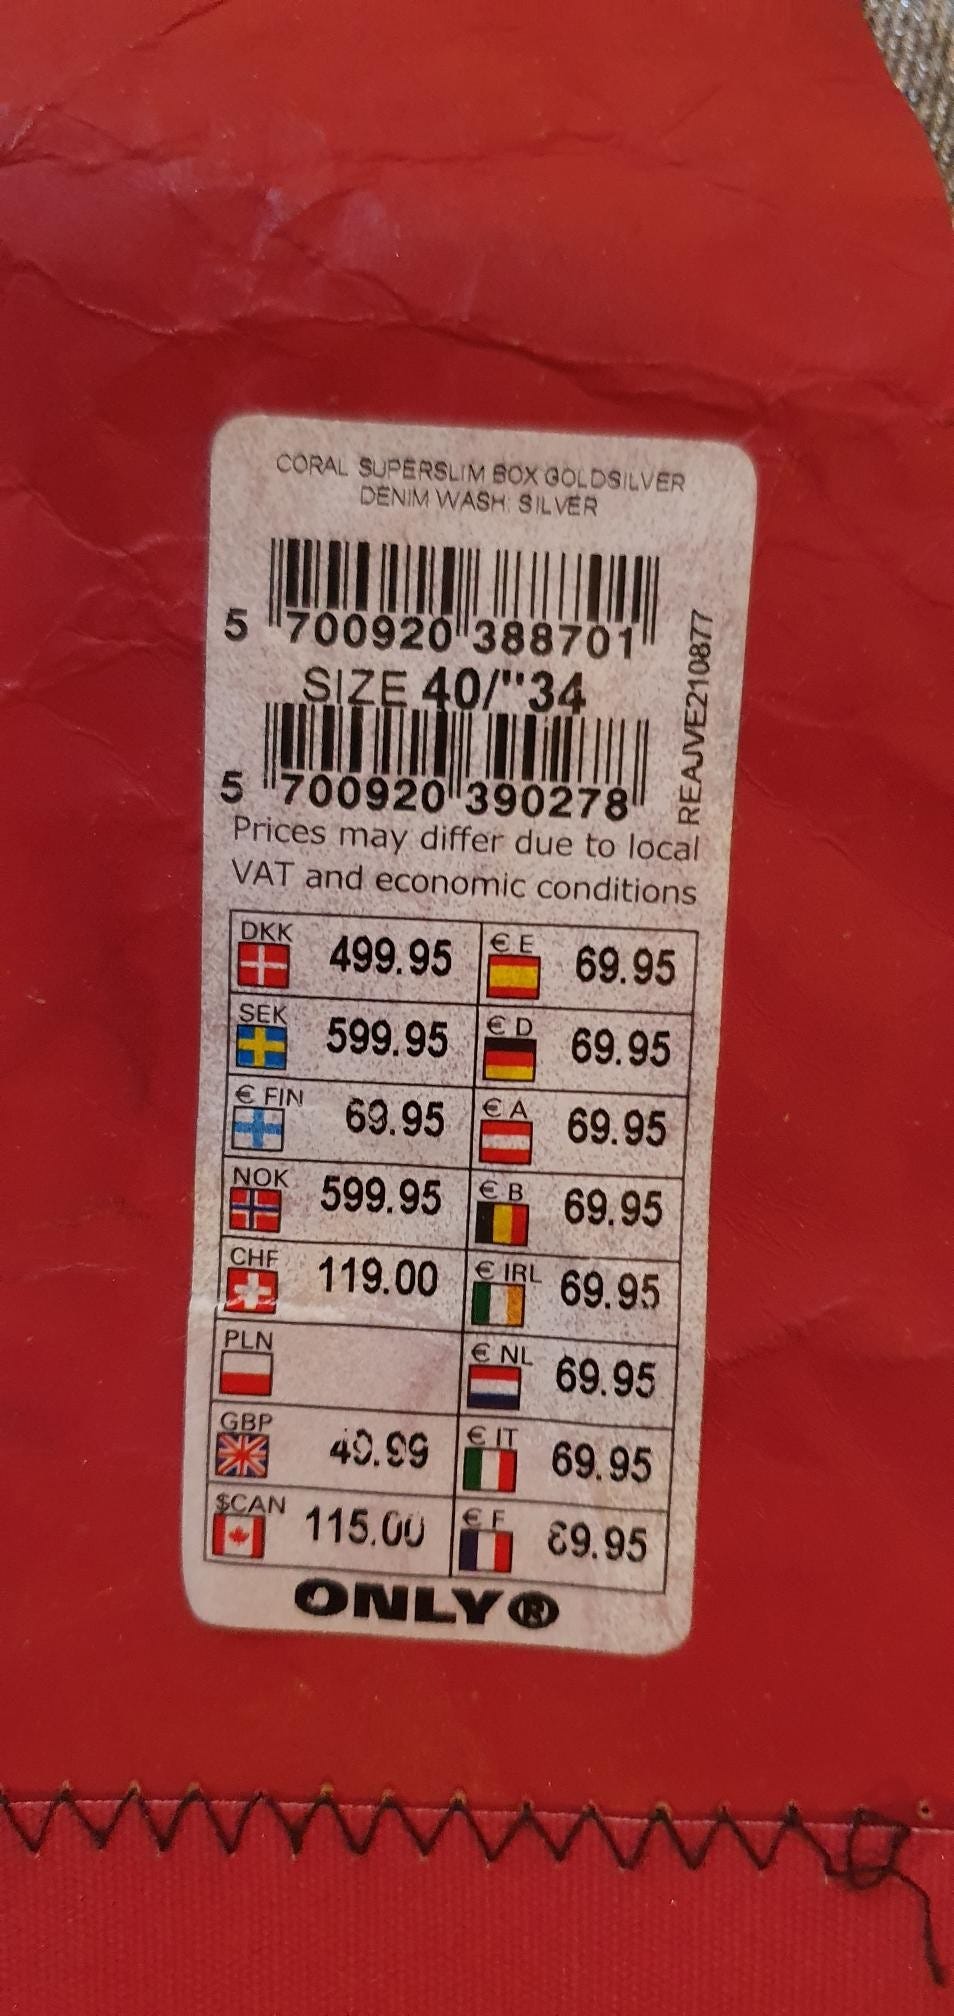 CORAL SUPERSLIM BOX GOLDSILVER
DENIM WASH: SILVER
5 700920 388701
SIZE 40/"34
5 700920 390278
REAJVE210877
Prices may differ due to local
VAT and economic conditions
DKK 499.95 € E 69.95
SEK 599.95 € D 69.95
€ FIN 69.95 € A 69.95
NOK 599.95 € B 69.95
CHF 119.00 € IRL 69.95
PLN € NL 69.95
GBP 49.99 € IT 69.95
$CAN 115.00 € F 69.95
ONLY®